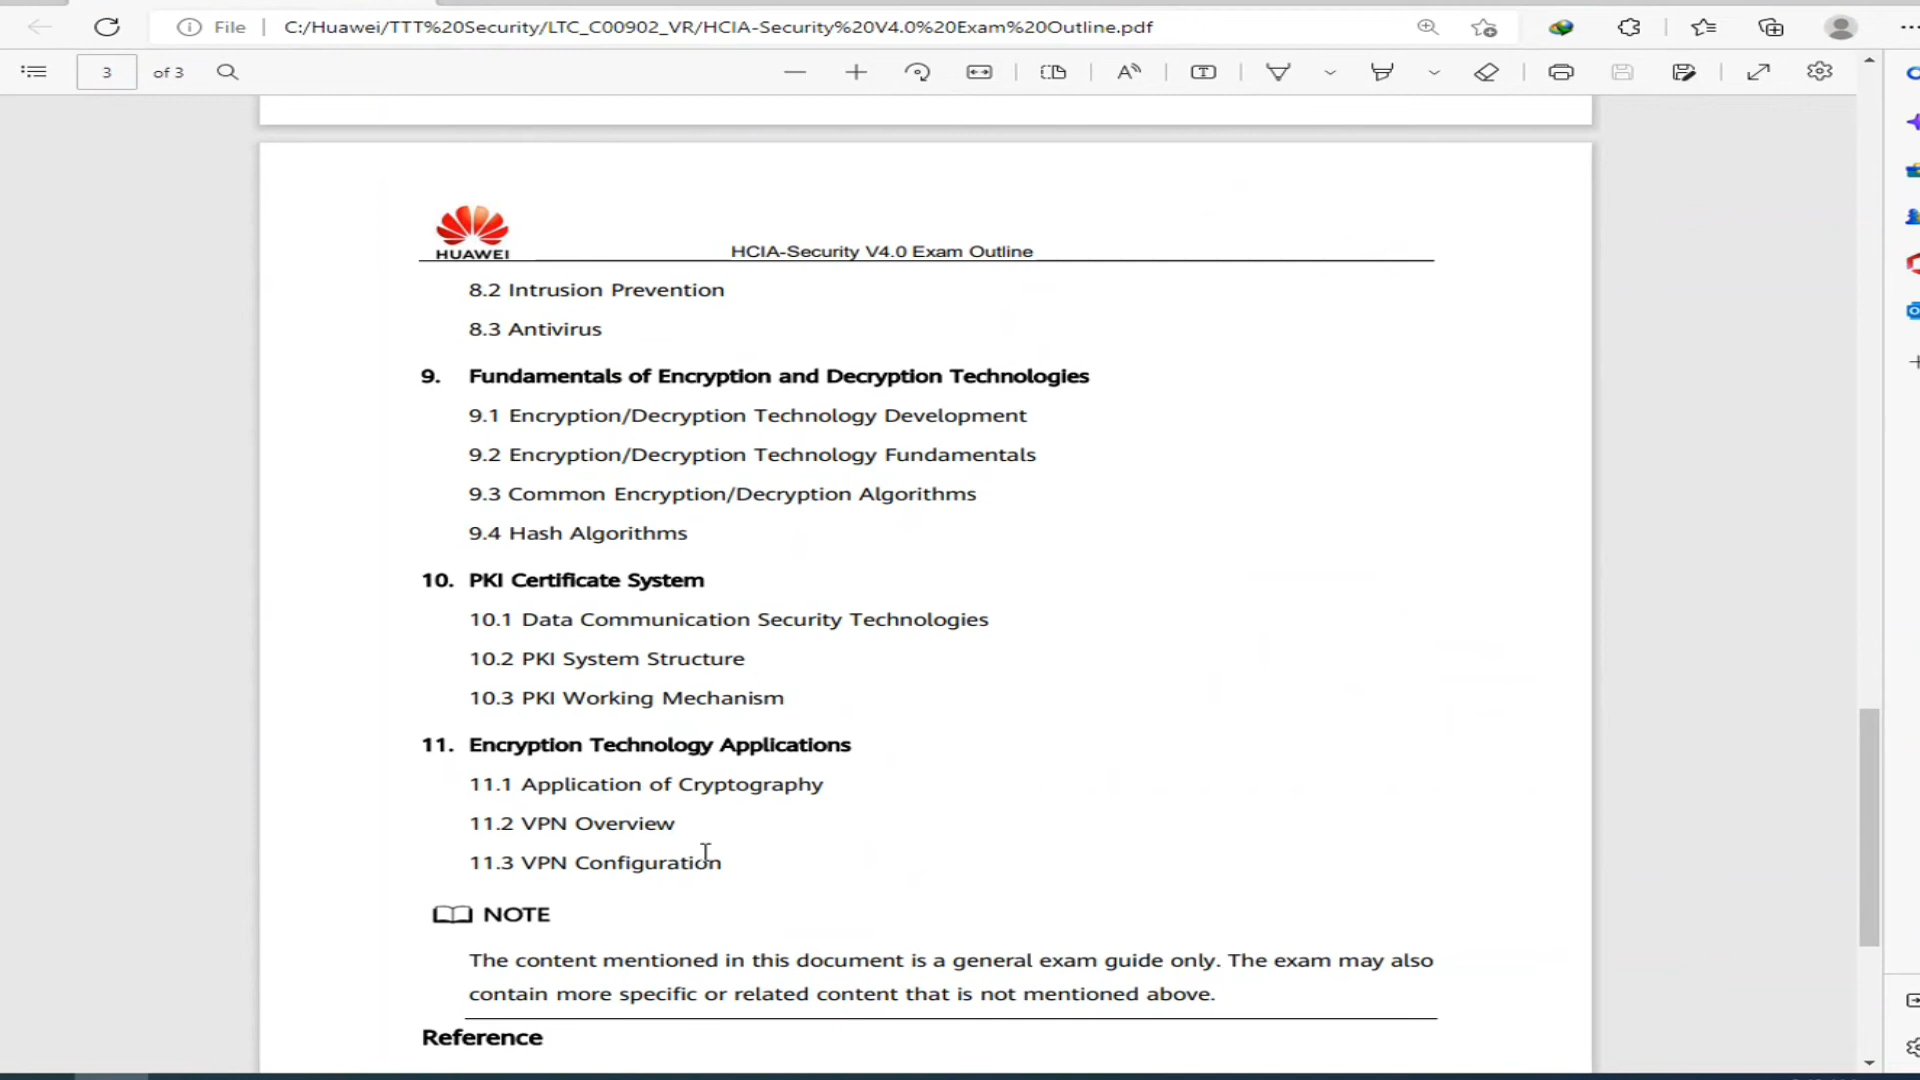 File
C:/Huawei/TTT%20Security/LTC_C00902_VR/HCIA-Security%20V4.0%20Exam%20Outline.pdf
3 of 3
HUAWEI
HCIA-Security V4.0 Exam Outline
8.2 Intrusion Prevention
8.3 Antivirus
9. Fundamentals of Encryption and Decryption Technologies
9.1 Encryption/Decryption Technology Development
9.2 Encryption/Decryption Technology Fundamentals
9.3 Common Encryption/Decryption Algorithms
9.4 Hash Algorithms
10. PKI Certificate System
10.1 Data Communication Security Technologies
10.2 PKI System Structure
10.3 PKI Working Mechanism
11. Encryption Technology Applications
11.1 Application of Cryptography
11.2 VPN Overview
11.3 VPN Configuration
NOTE
The content mentioned in this document is a general exam guide only. The exam may also
contain more specific or related content that is not mentioned above.
Reference